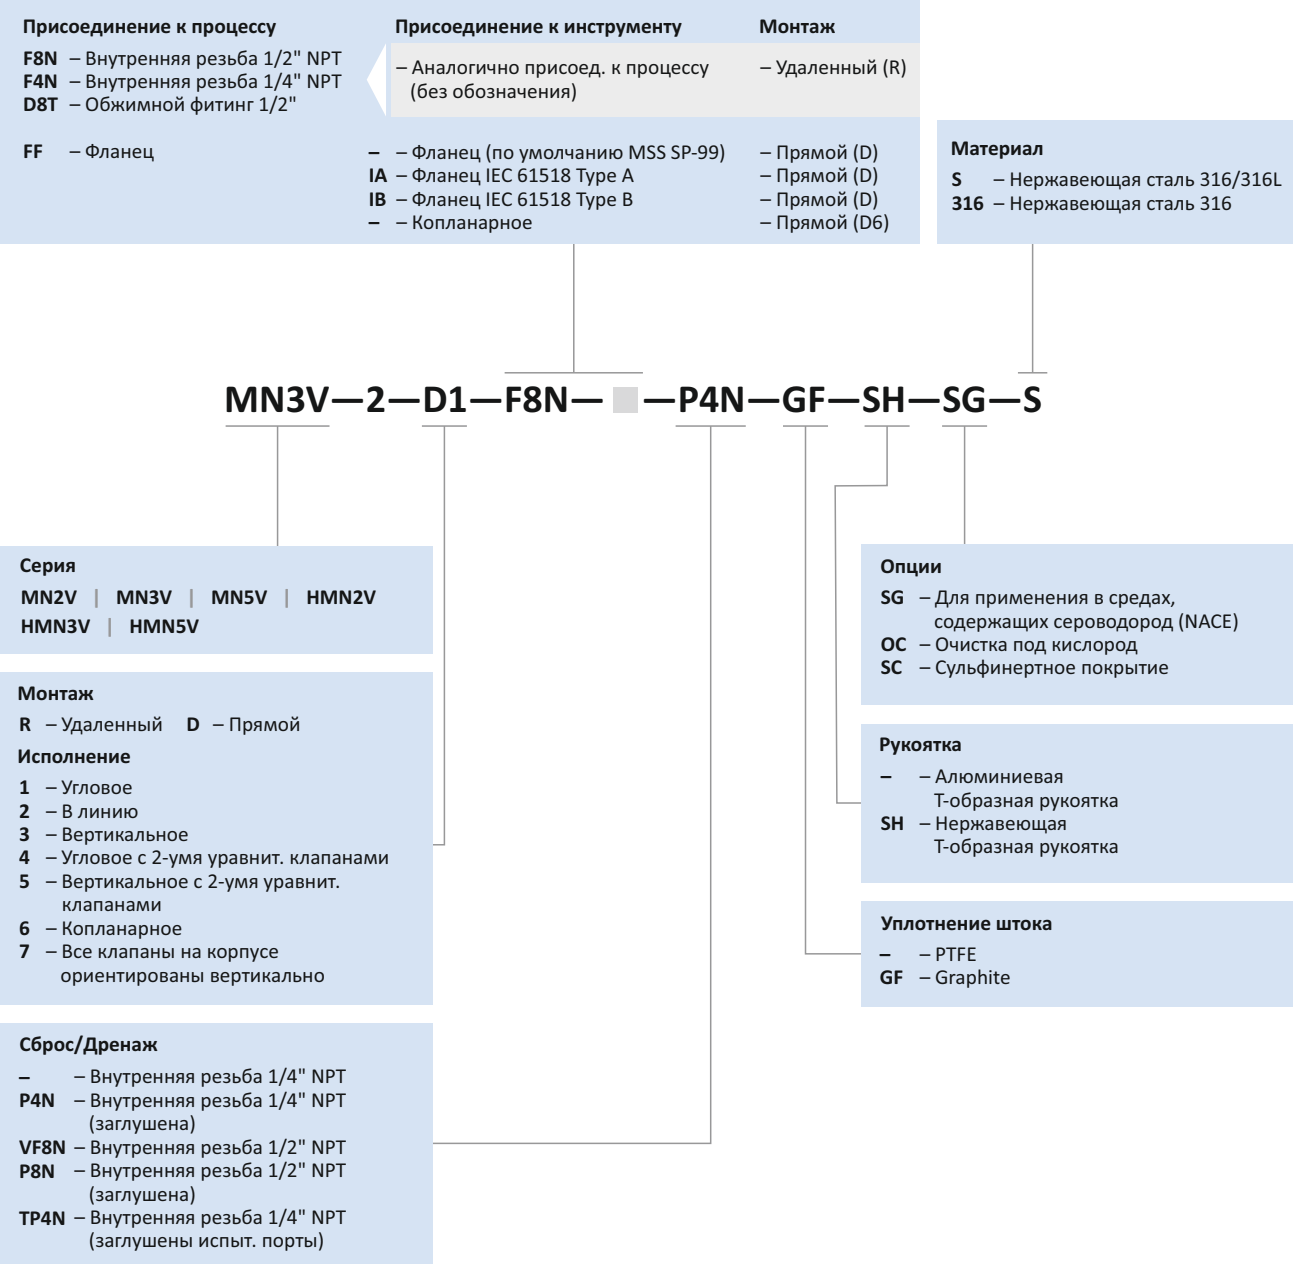 Присоединение к процессу
F8N – Внутренняя резьба 1/2" NPT
F4N – Внутренняя резьба 1/4" NPT
D8T – Обжимной фитинг 1/2"
FF – Фланец
Присоединение к инструменту
– Аналогично присоед. к процессу
(без обозначения)
– – Фланец (по умолчанию MSS SP-99)
IA – Фланец IEC 61518 Type A
IB – Фланец IEC 61518 Type B
– – Копланарное
Монтаж
– Удаленный (R)
– Прямой (D)
– Прямой (D)
– Прямой (D)
– Прямой (D6)
Материал
S – Нержавеющая сталь 316/316L
316 – Нержавеющая сталь 316
MN3V—2—D1—F8N— —P4N—GF—SH—SG—S
Серия
MN2V | MN3V | MN5V | HMN2V
HMN3V | HMN5V
Монтаж
R – Удаленный D – Прямой
Исполнение
1 – Угловое
2 – В линию
3 – Вертикальное
4 – Угловое с 2-умя уравнит. клапанами
5 – Вертикальное с 2-умя уравнит.
клапанами
6 – Копланарное
7 – Все клапаны на корпусе
ориентированы вертикально
Сброс/Дренаж
– – Внутренняя резьба 1/4" NPT
P4N – Внутренняя резьба 1/4" NPT
(заглушена)
VF8N – Внутренняя резьба 1/2" NPT
P8N – Внутренняя резьба 1/2" NPT
(заглушена)
TP4N – Внутренняя резьба 1/4" NPT
(заглушены испыт. порты)
Опции
SG – Для применения в средах,
содержащих сероводород (NACE)
OC – Очистка под кислород
SC – Сульфинертное покрытие
Рукоятка
– – Алюминиевая
Т-образная рукоятка
SH – Нержавеющая
Т-образная рукоятка
Уплотнение штока
– – PTFE
GF – Graphite